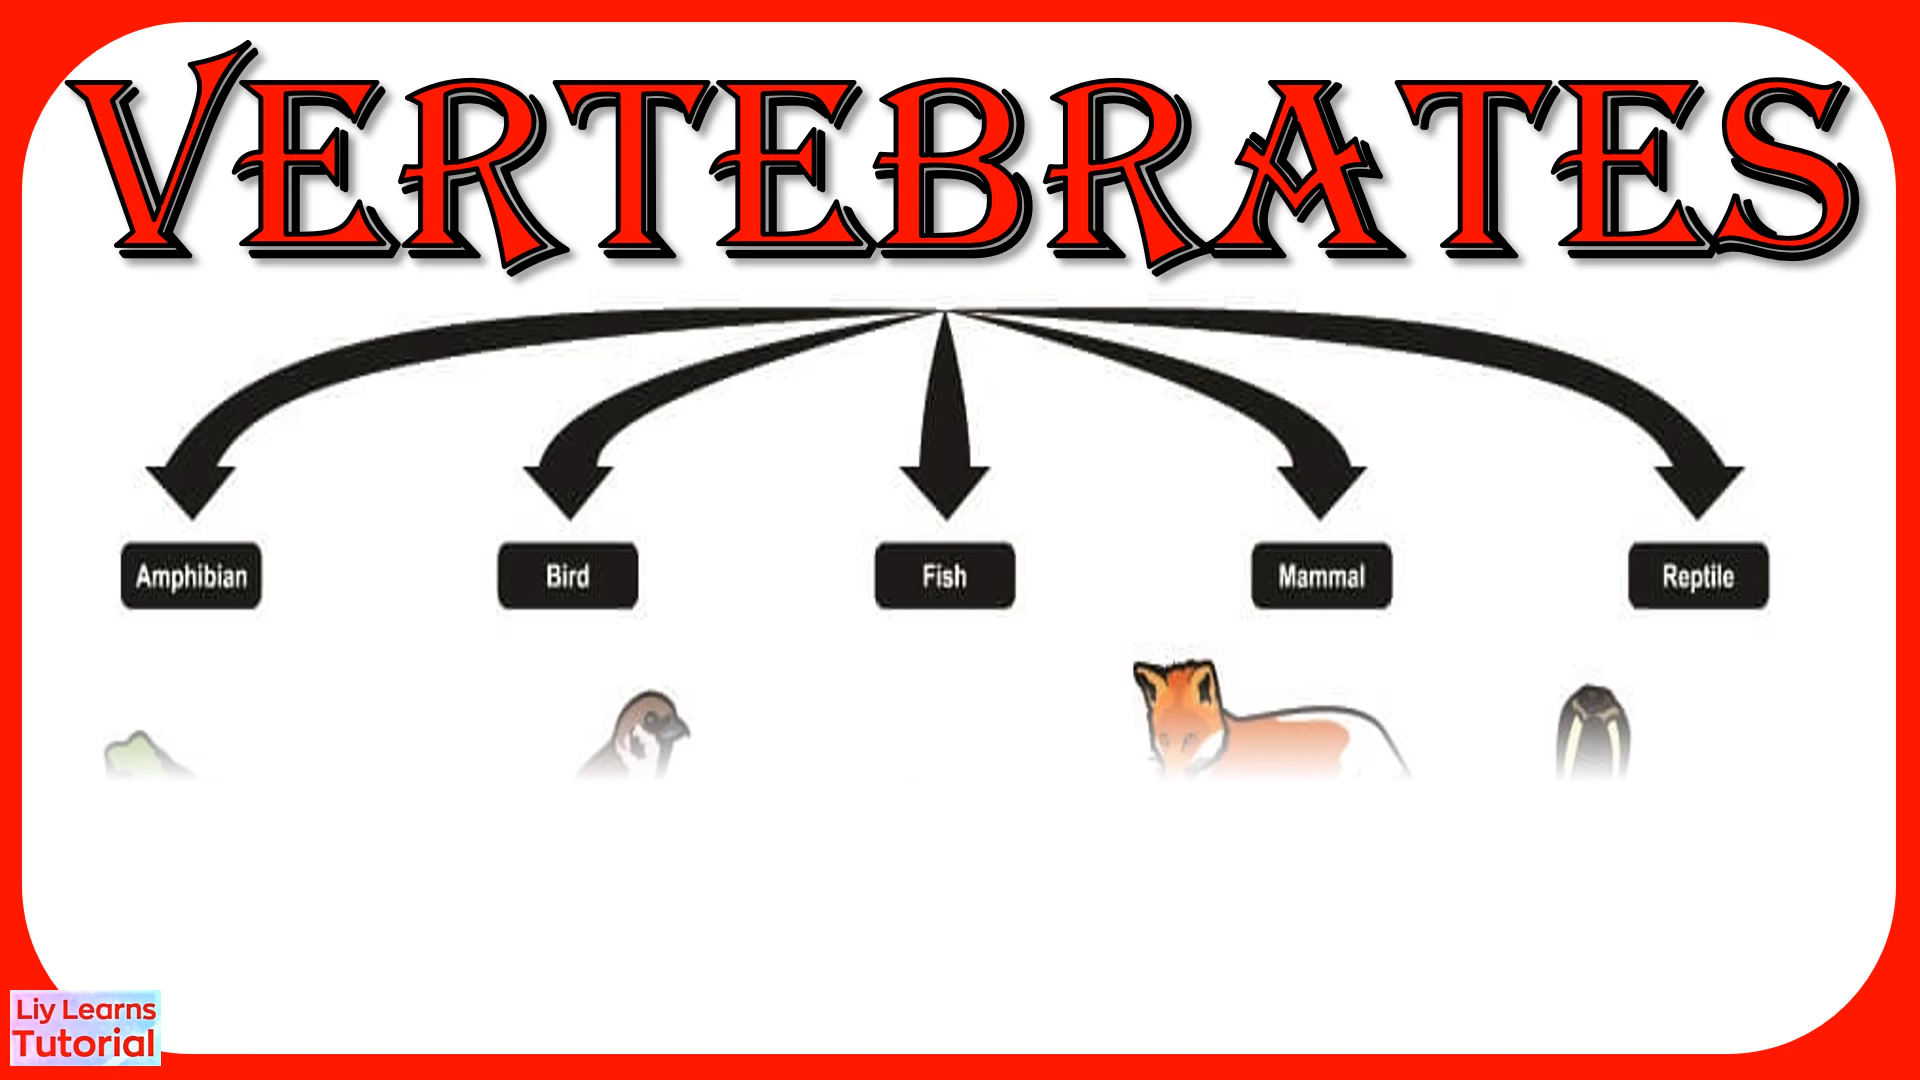 VERTEBRATES
Amphibian
Bird
Fish
Mammal
Reptile
Liy Learns
Tutorial